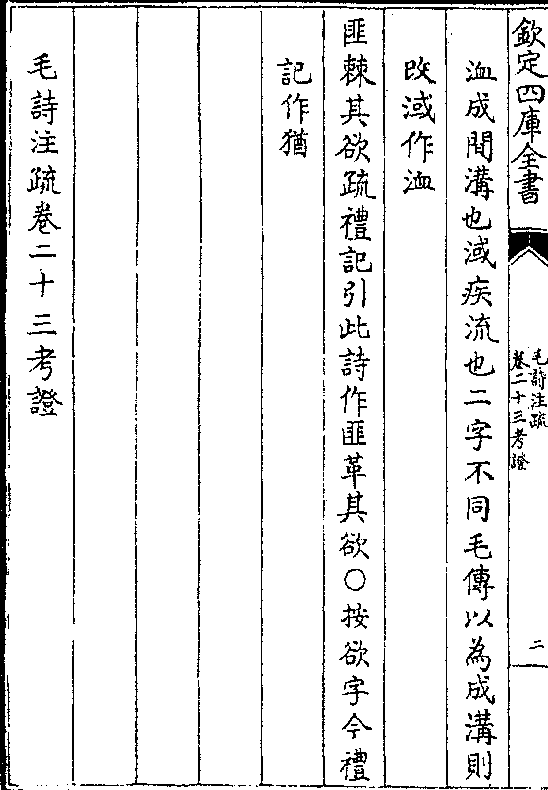 欽定四庫全書
毛詩注疏
卷二十三考證
二
洫成間溝也淢疾流也二字不同毛傳以為成溝則
改淢作洫
匪棘其欲疏禮記引此詩作匪革其欲○按欲字今禮
記作猶
毛詩注疏卷二十三考證